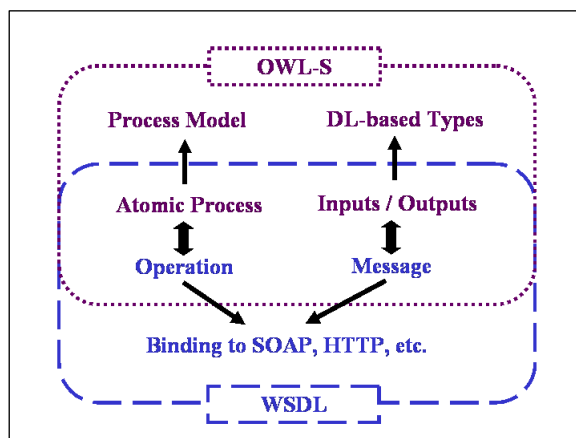 OWL-S
Process Model DL-based Types
Atomic Process Inputs / Outputs
Operation Message
Binding to SOAP, HTTP, etc.
WSDL